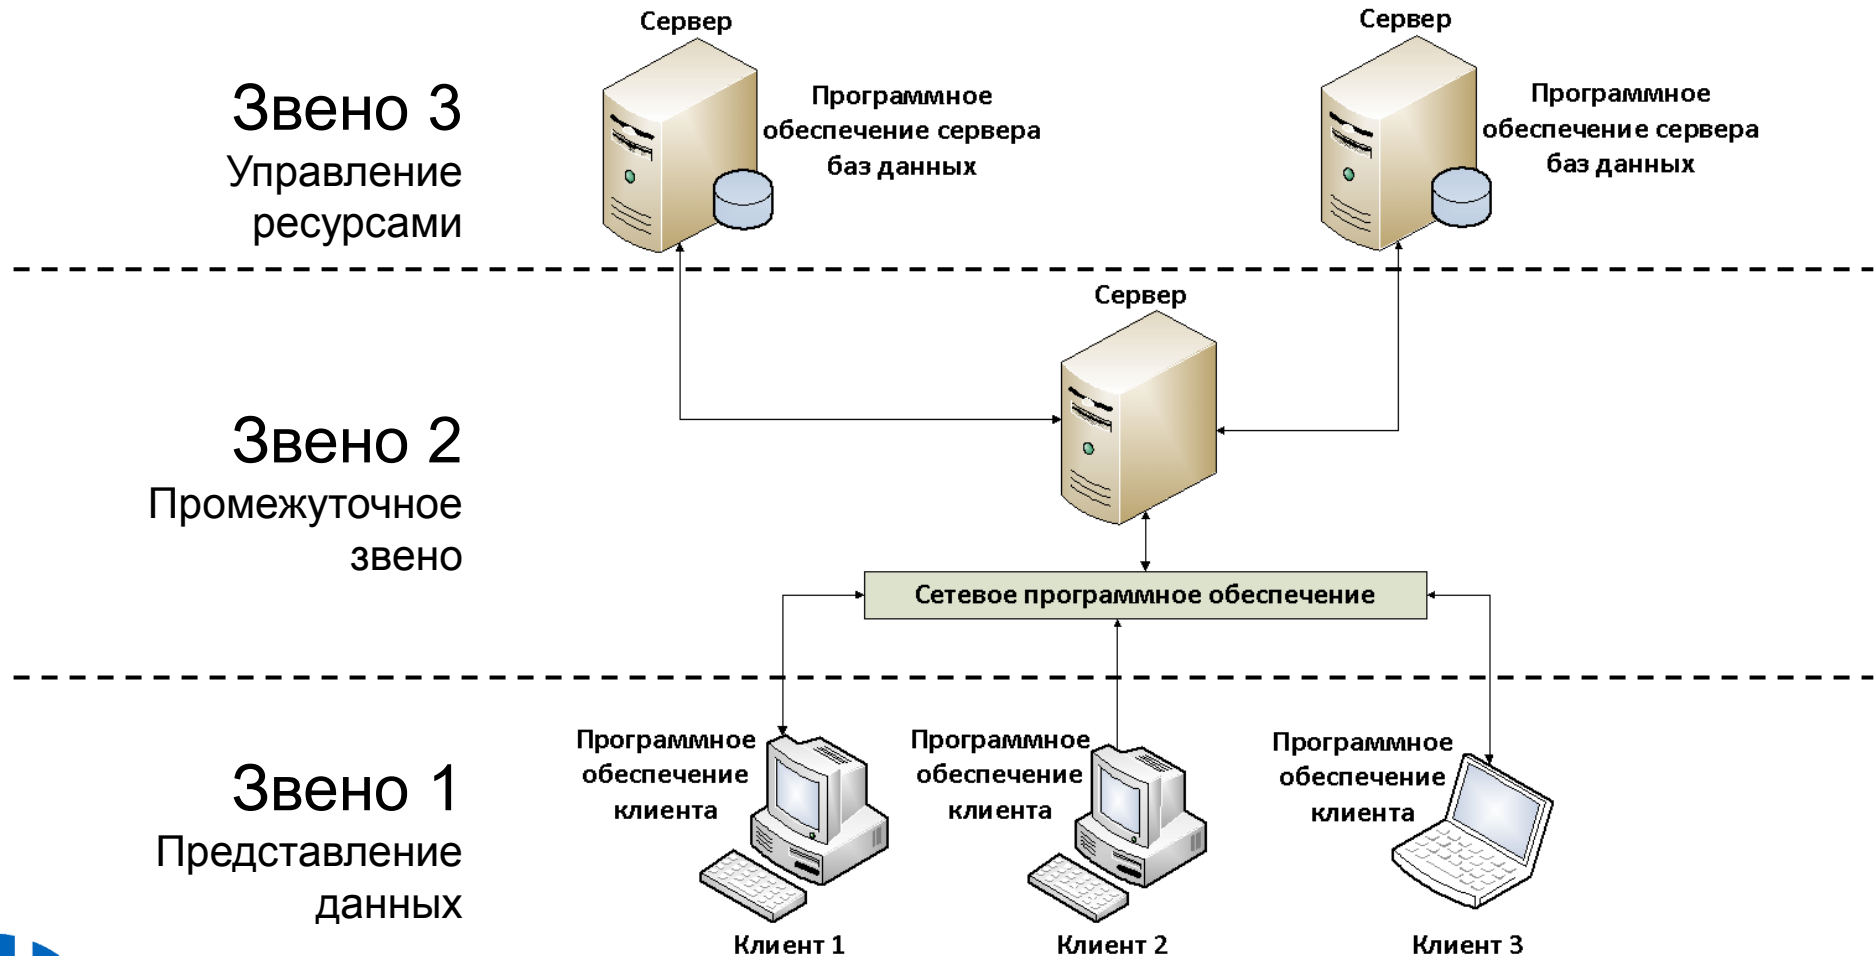 Сервер
Сервер
Звено 3
Управление
ресурсами
Программное
обеспечение сервера
баз данных
Программное
обеспечение сервера
баз данных
Сервер
Звено 2
Промежуточное
звено
Сетевое программное обеспечение
Звено 1
Представление
данных
Программное
обеспечение
клиента
Программное
обеспечение
клиента
Программное
обеспечение
клиента
Клиент 1
Клиент 2
Клиент 3